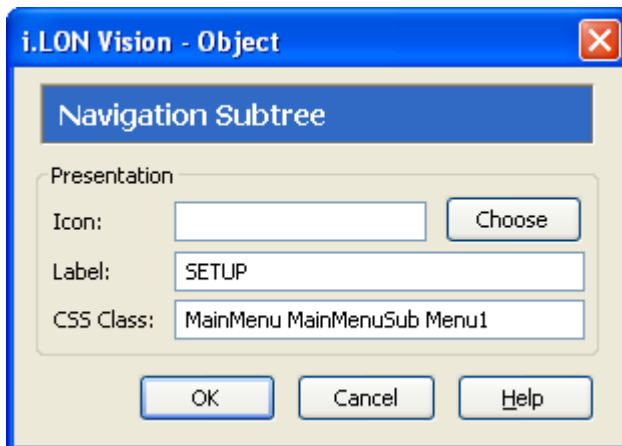 i.LON Vision - Object
Navigation Subtree
Presentation
Icon: Choose
Label: SETUP
CSS Class: MainMenu MainMenuSub Menu1
OK Cancel Help